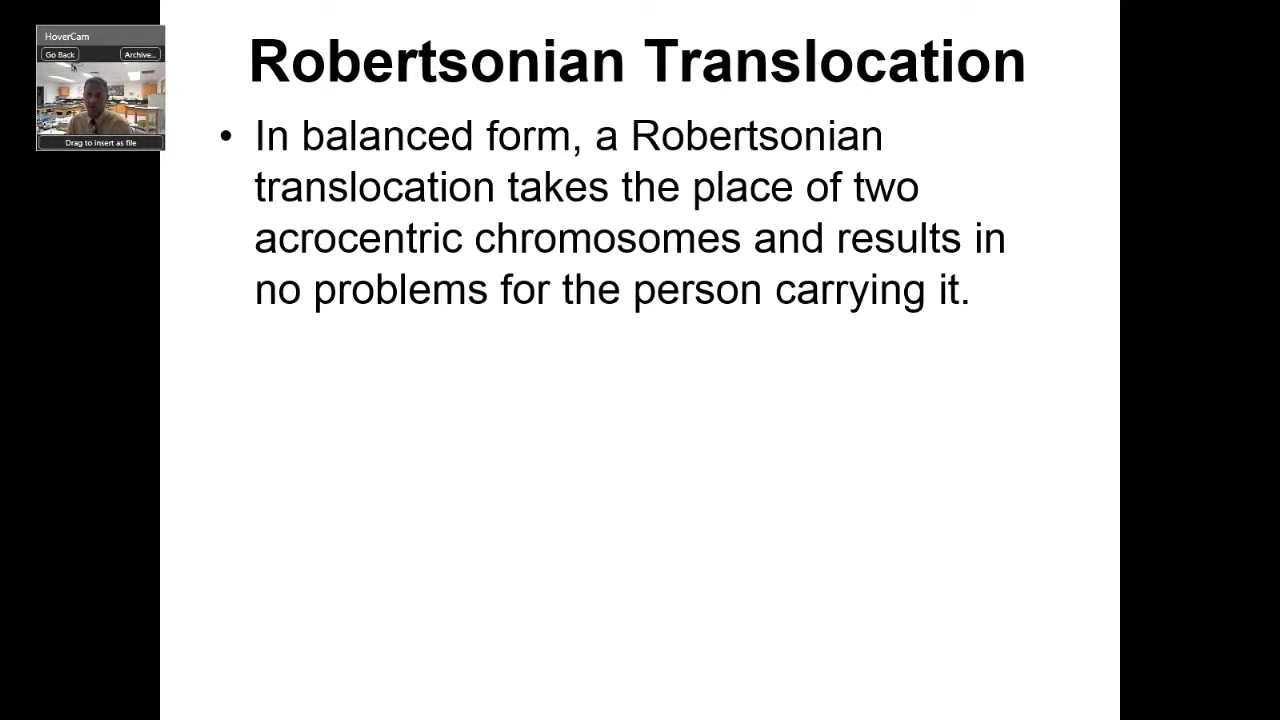 HoverCam
Go Back
Archive..
Drag to insert as file
Robertsonian Translocation
• In balanced form, a Robertsonian
translocation takes the place of two
acrocentric chromosomes and results in
no problems for the person carrying it.